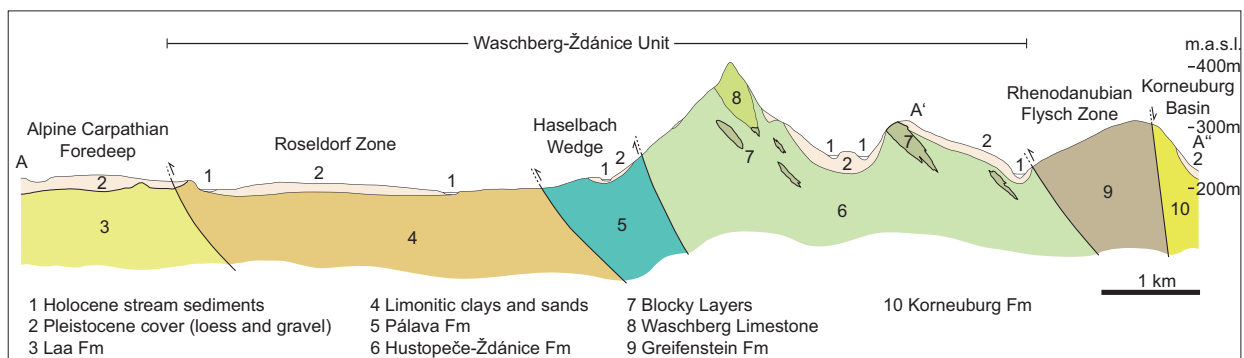 Waschberg-Ždánice Unit
m.a.s.l.
400m
Rhenodanubian
Flysch Zone
Korneuburg
Basin
8
A'
300m
Haselbach
Wedge
Alpine Carpathian
Foredeep
Roseldorf Zone
A
7
1
1
2
7
2
A"
2
2
1
2
1
1
2
1
200m
3
4
5
6
9
10
1 km
1 Holocene stream sediments
2 Pleistocene cover (loess and gravel)
3 Laa Fm
4 Limonitic clays and sands
5 Pálava Fm
6 Hustopeče-Ždánice Fm
7 Blocky Layers
8 Waschberg Limestone
9 Greifenstein Fm
10 Korneuburg Fm